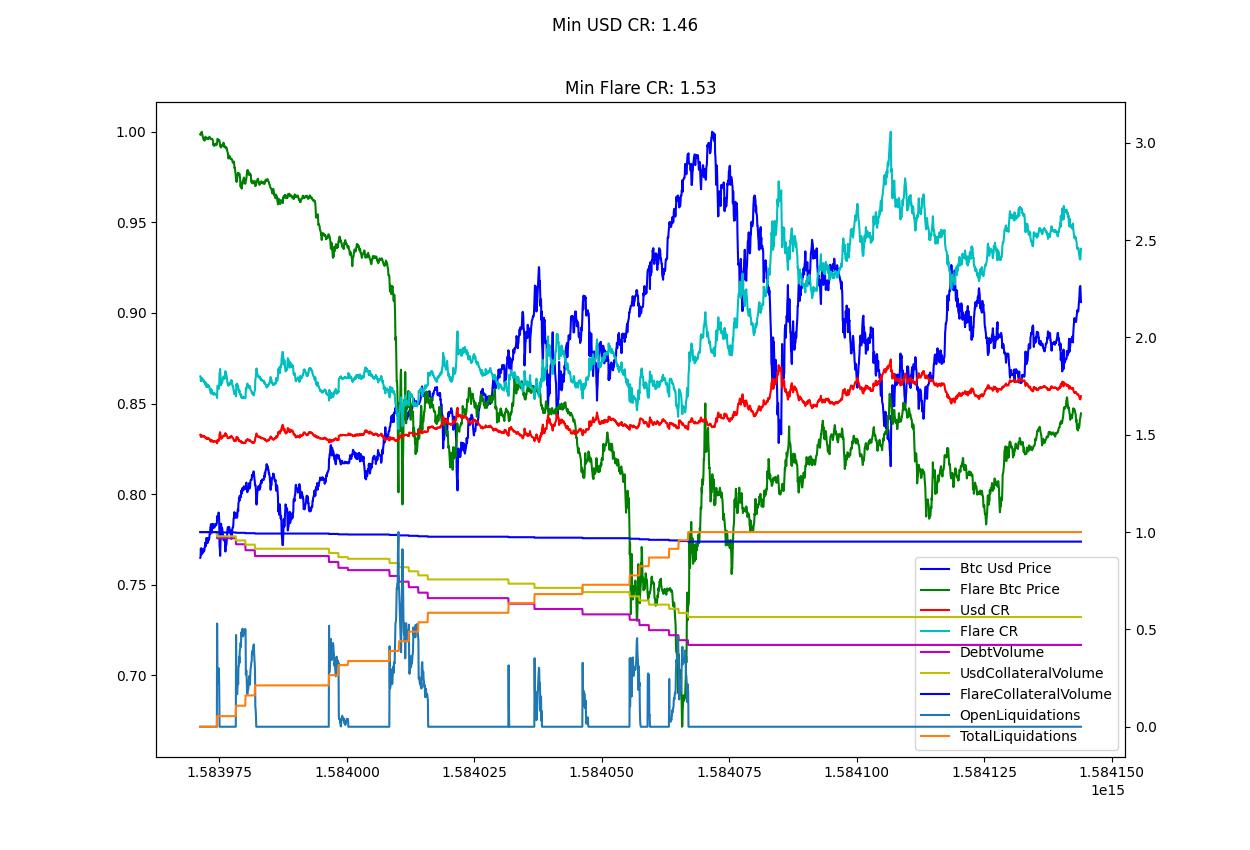 Min USD CR: 1.46
Min Flare CR: 1.53
1.00
0.95
0.90
0.85
0.80
0.75
0.70
3.0
2.5
2.0
1.5
1.0
0.5
0.0
Btc Usd Price
Flare Btc Price
Usd CR
Flare CR
DebtVolume
UsdCollateralVolume
FlareCollateralVolume
OpenLiquidations
TotalLiquidations
1.583975 1.584000 1.584025 1.584050 1.584075 1.584100 1.584125 1.584150
1e15